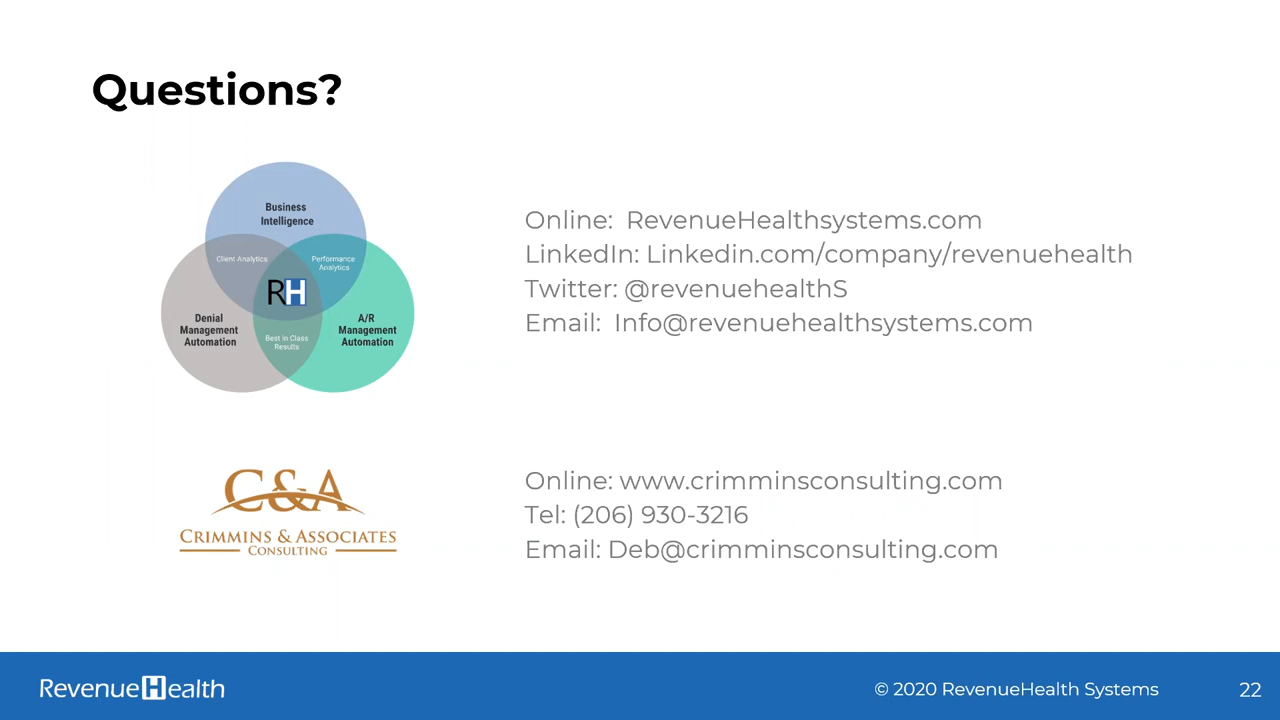 Questions?
Business
Intelligence
Client Analytics
Performance
Analytics
RH
Denial
Management
Automation
A/R
Management
Automation
Best in Class
Results
Online:  RevenueHealthsystems.com
LinkedIn: Linkedin.com/company/revenuehealth
Twitter: @revenuehealthS
Email:  Info@revenuehealthsystems.com
C&A
CRIMMINS & ASSOCIATES
CONSULTING
Online: www.crimminsconsulting.com
Tel: (206) 930-3216
Email: Deb@crimminsconsulting.com
RevenueHealth
© 2020 RevenueHealth Systems
22